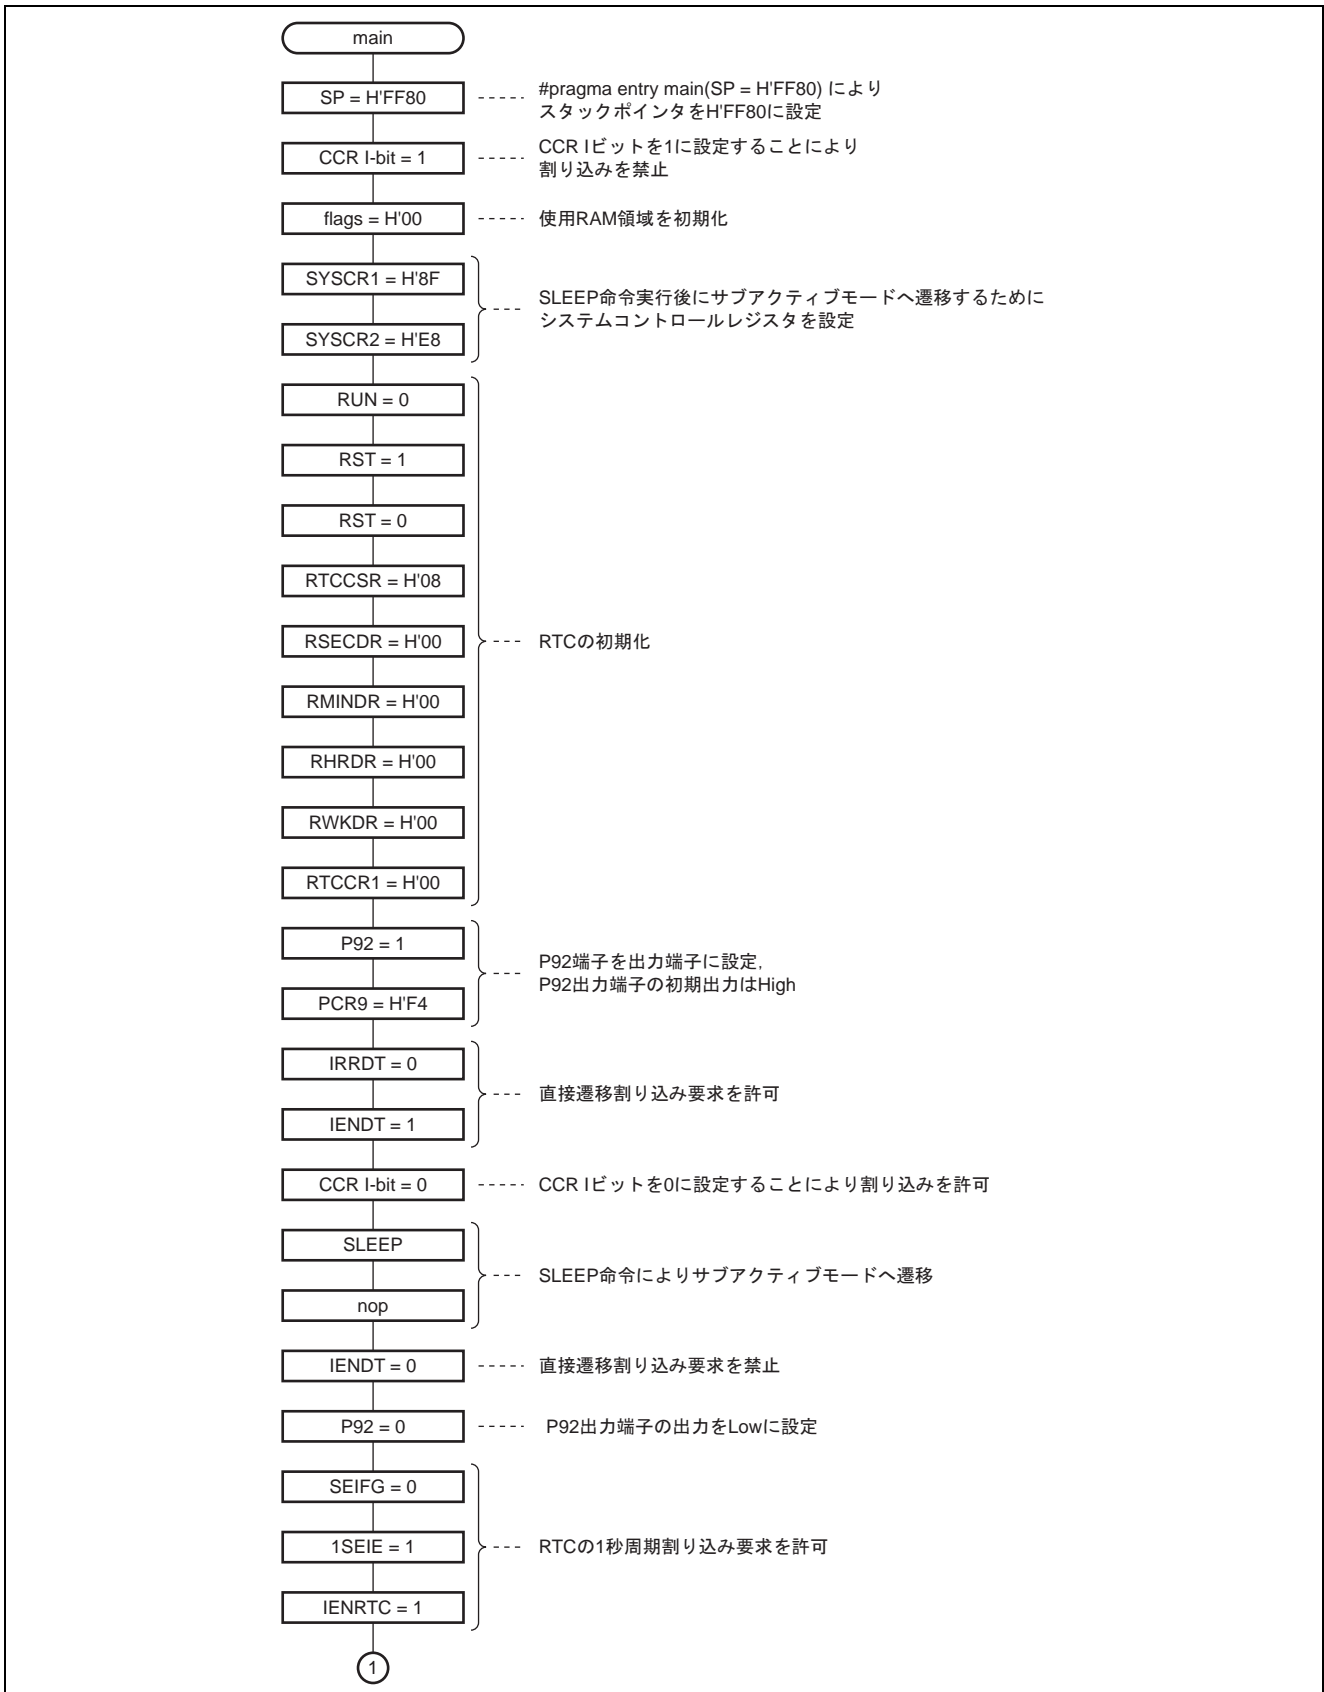 main
SP = H'FF80
#pragma entry main(SP = H'FF80) により
スタックポインタをH'FF80に設定
CCR I-bit = 1
CCR Iビットを1に設定することにより
割り込みを禁止
flags = H'00
使用RAM領域を初期化
SYSCR1 = H'8F
SYSCR2 = H'E8
SLEEP命令実行後にサブアクティブモードへ遷移するために
システムコントロールレジスタを設定
RUN = 0
RST = 1
RST = 0
RTCCSR = H'08
RSECDR = H'00
RMINDR = H'00
RHRDR = H'00
RWKDR = H'00
RTCCR1 = H'00
RTCの初期化
P92 = 1
PCR9 = H'F4
P92端子を出力端子に設定,
P92出力端子の初期出力はHigh
IRRDT = 0
IENDT = 1
直接遷移割り込み要求を許可
CCR I-bit = 0
CCR Iビットを0に設定することにより割り込みを許可
SLEEP
nop
SLEEP命令によりサブアクティブモードへ遷移
IENDT = 0
直接遷移割り込み要求を禁止
P92 = 0
P92出力端子の出力をLowに設定
SEIFG = 0
1SEIE = 1
IENRTC = 1
RTCの1秒周期割り込み要求を許可
1